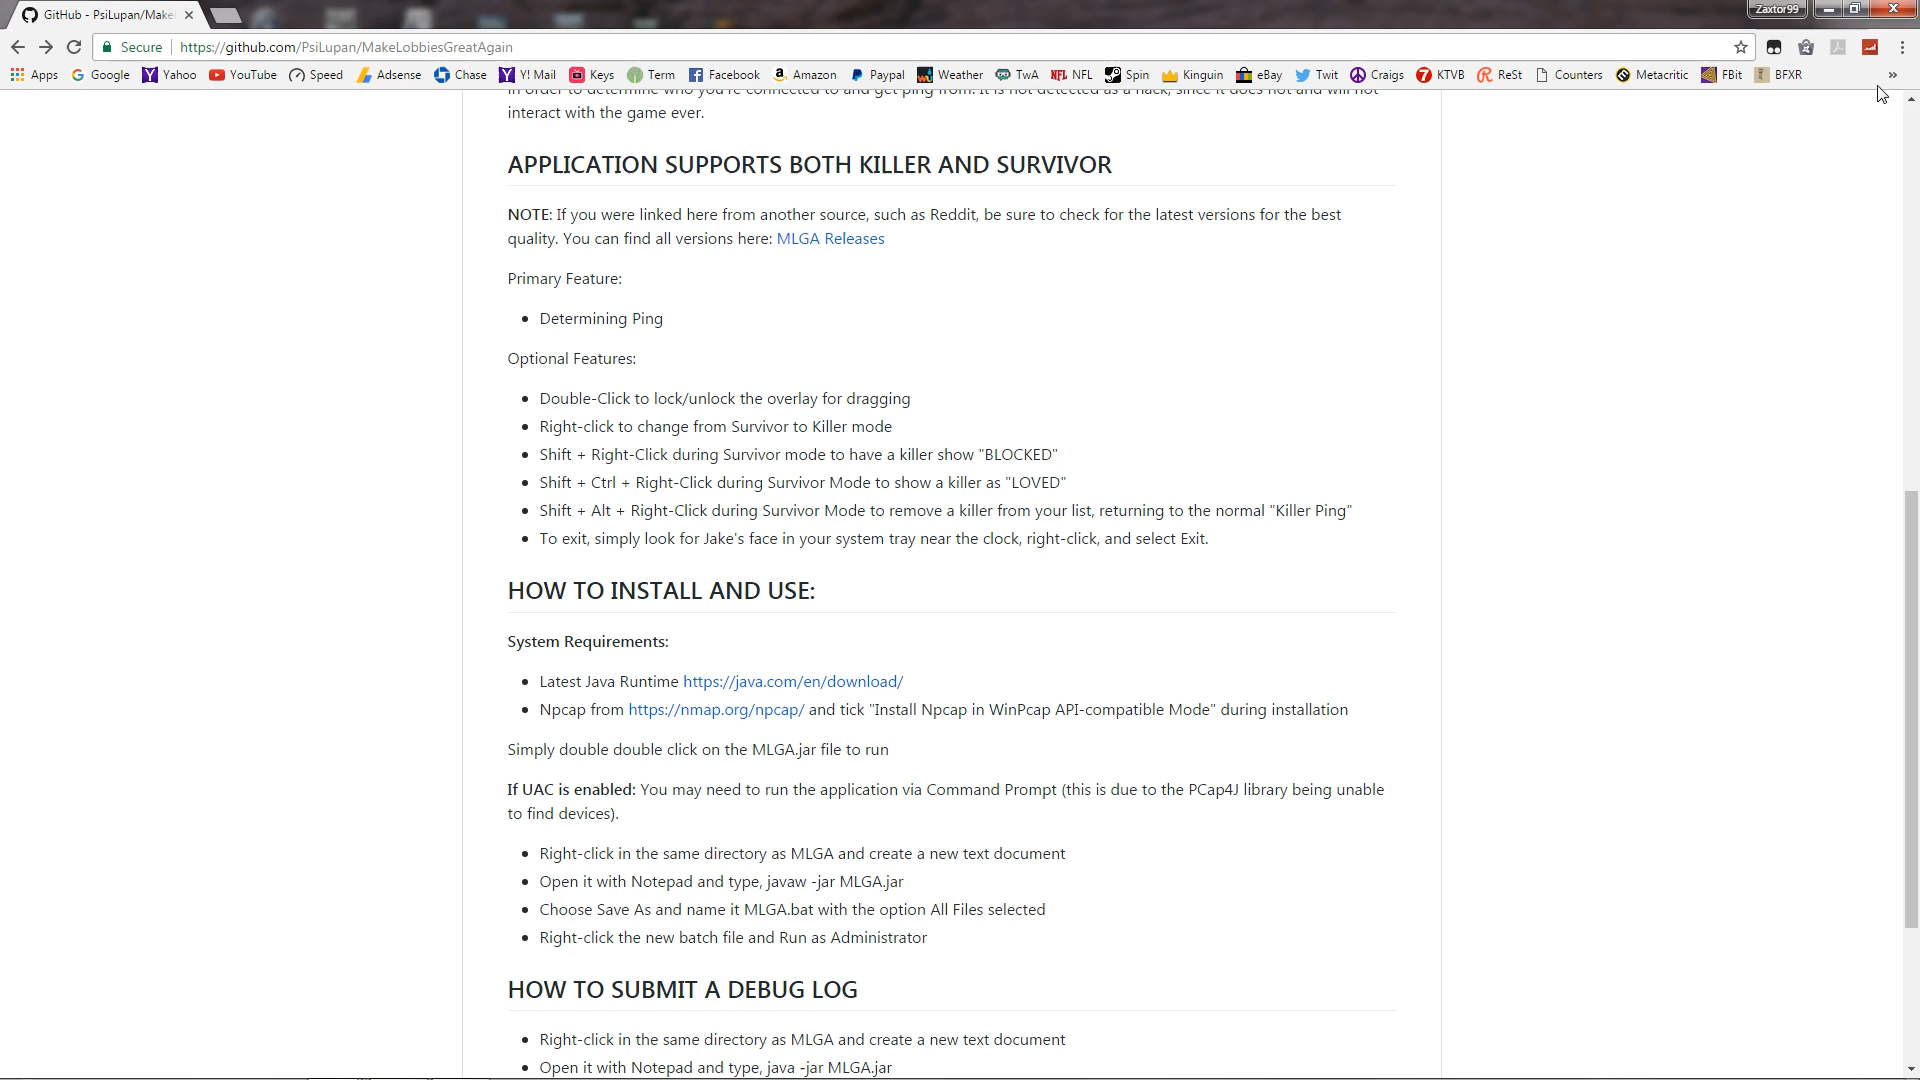 GitHub - PsiLupan/Make
Zaxtor99
Secure https://github.com/PsiLupan/MakeLobbiesGreatAgain
Apps Google Yahoo YouTube Speed Adsense Chase Y! Mail Keys Term Facebook Amazon Paypal Weather TwA NFL Spin Kinguin eBay Twit Craigs KTVB ReSt Counters Metacritic FBit BFXR »
in order to determine who you're connected to and get ping from. It is not detected as a hack, since it does not and will not
interact with the game ever.
APPLICATION SUPPORTS BOTH KILLER AND SURVIVOR
NOTE: If you were linked here from another source, such as Reddit, be sure to check for the latest versions for the best
quality. You can find all versions here: MLGA Releases
Primary Feature:
• Determining Ping
Optional Features:
• Double-Click to lock/unlock the overlay for dragging
• Right-click to change from Survivor to Killer mode
• Shift + Right-Click during Survivor mode to have a killer show "BLOCKED"
• Shift + Ctrl + Right-Click during Survivor Mode to show a killer as "LOVED"
• Shift + Alt + Right-Click during Survivor Mode to remove a killer from your list, returning to the normal "Killer Ping"
• To exit, simply look for Jake's face in your system tray near the clock, right-click, and select Exit.
HOW TO INSTALL AND USE:
System Requirements:
• Latest Java Runtime https://java.com/en/download/
• Npcap from https://nmap.org/npcap/ and tick "Install Npcap in WinPcap API-compatible Mode" during installation
Simply double double click on the MLGA.jar file to run
If UAC is enabled: You may need to run the application via Command Prompt (this is due to the PCap4J library being unable
to find devices).
• Right-click in the same directory as MLGA and create a new text document
• Open it with Notepad and type, javaw -jar MLGA.jar
• Choose Save As and name it MLGA.bat with the option All Files selected
• Right-click the new batch file and Run as Administrator
HOW TO SUBMIT A DEBUG LOG
• Right-click in the same directory as MLGA and create a new text document
• Open it with Notepad and type, java -jar MLGA.jar